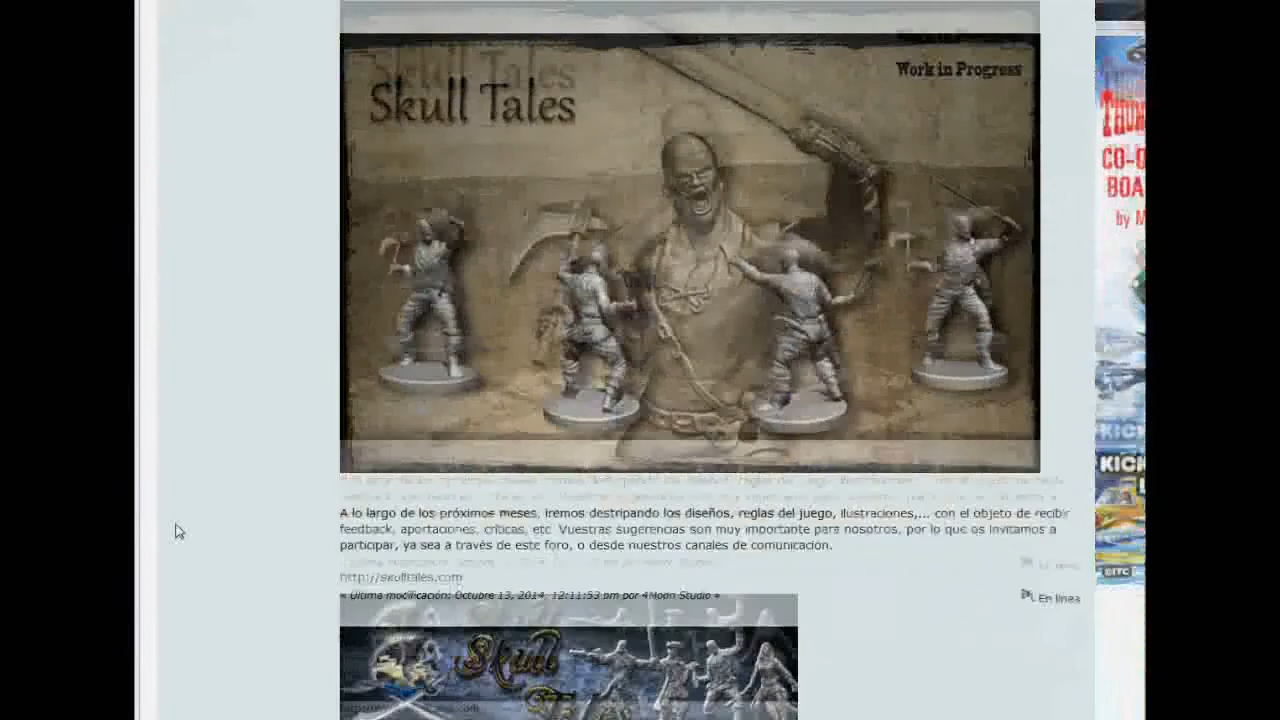 Skull Tales
Work in Progress
A lo largo de los próximos meses, iremos destripando los diseños, reglas del juego, ilustraciones,... con el objeto de recibir
feedback, aportaciones, críticas, etc. Vuestras sugerencias son muy importante para nosotros, por lo que os invitamos a
participar, ya sea a través de este foro, o desde nuestros canales de comunicación.
http://skulltales.com
« Última modificación: Octubre 13, 2014, 12:11:53 pm por 4Moon Studio »
En línea
Skull
THUN
CO-O
BOA
by M
KICK
KICK